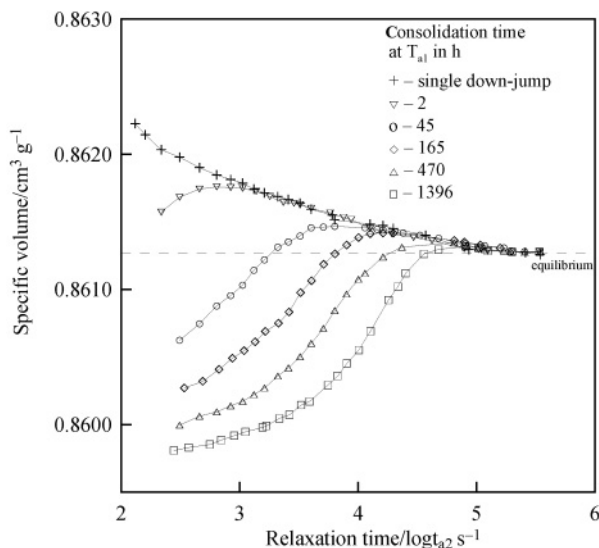 0.8630
0.8620
0.8610
0.8600
Specific volume/cm³ g⁻¹
Consolidation time
at Tₐ₁ in h
+ – single down-jump
▽ – 2
○ – 45
◇ – 165
△ – 470
□ – 1396
equilibrium
2 3 4 5 6
Relaxation time/logtₐ₂ s⁻¹